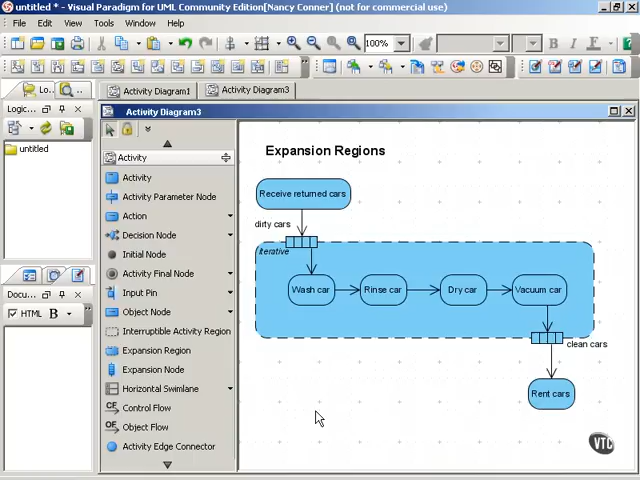 untitled * - Visual Paradigm for UML Community Edition[Nancy Conner] (not for commercial use)
File Edit View Tools Window Help
100%
B I F
Lo..
Activity Diagram1
Activity Diagram3
Logic...
untitled
Docu...
HTML B
Activity Diagram3
Activity
Activity
Activity Parameter Node
Action
Decision Node
Initial Node
Activity Final Node
Input Pin
Object Node
Interruptible Activity Region
Expansion Region
Expansion Node
Horizontal Swimlane
CF Control Flow
OF Object Flow
Activity Edge Connector
Expansion Regions
Receive returned cars
dirty cars
Iterative
Wash car
Rinse car
Dry car
Vacuum car
clean cars
Rent cars
VTC